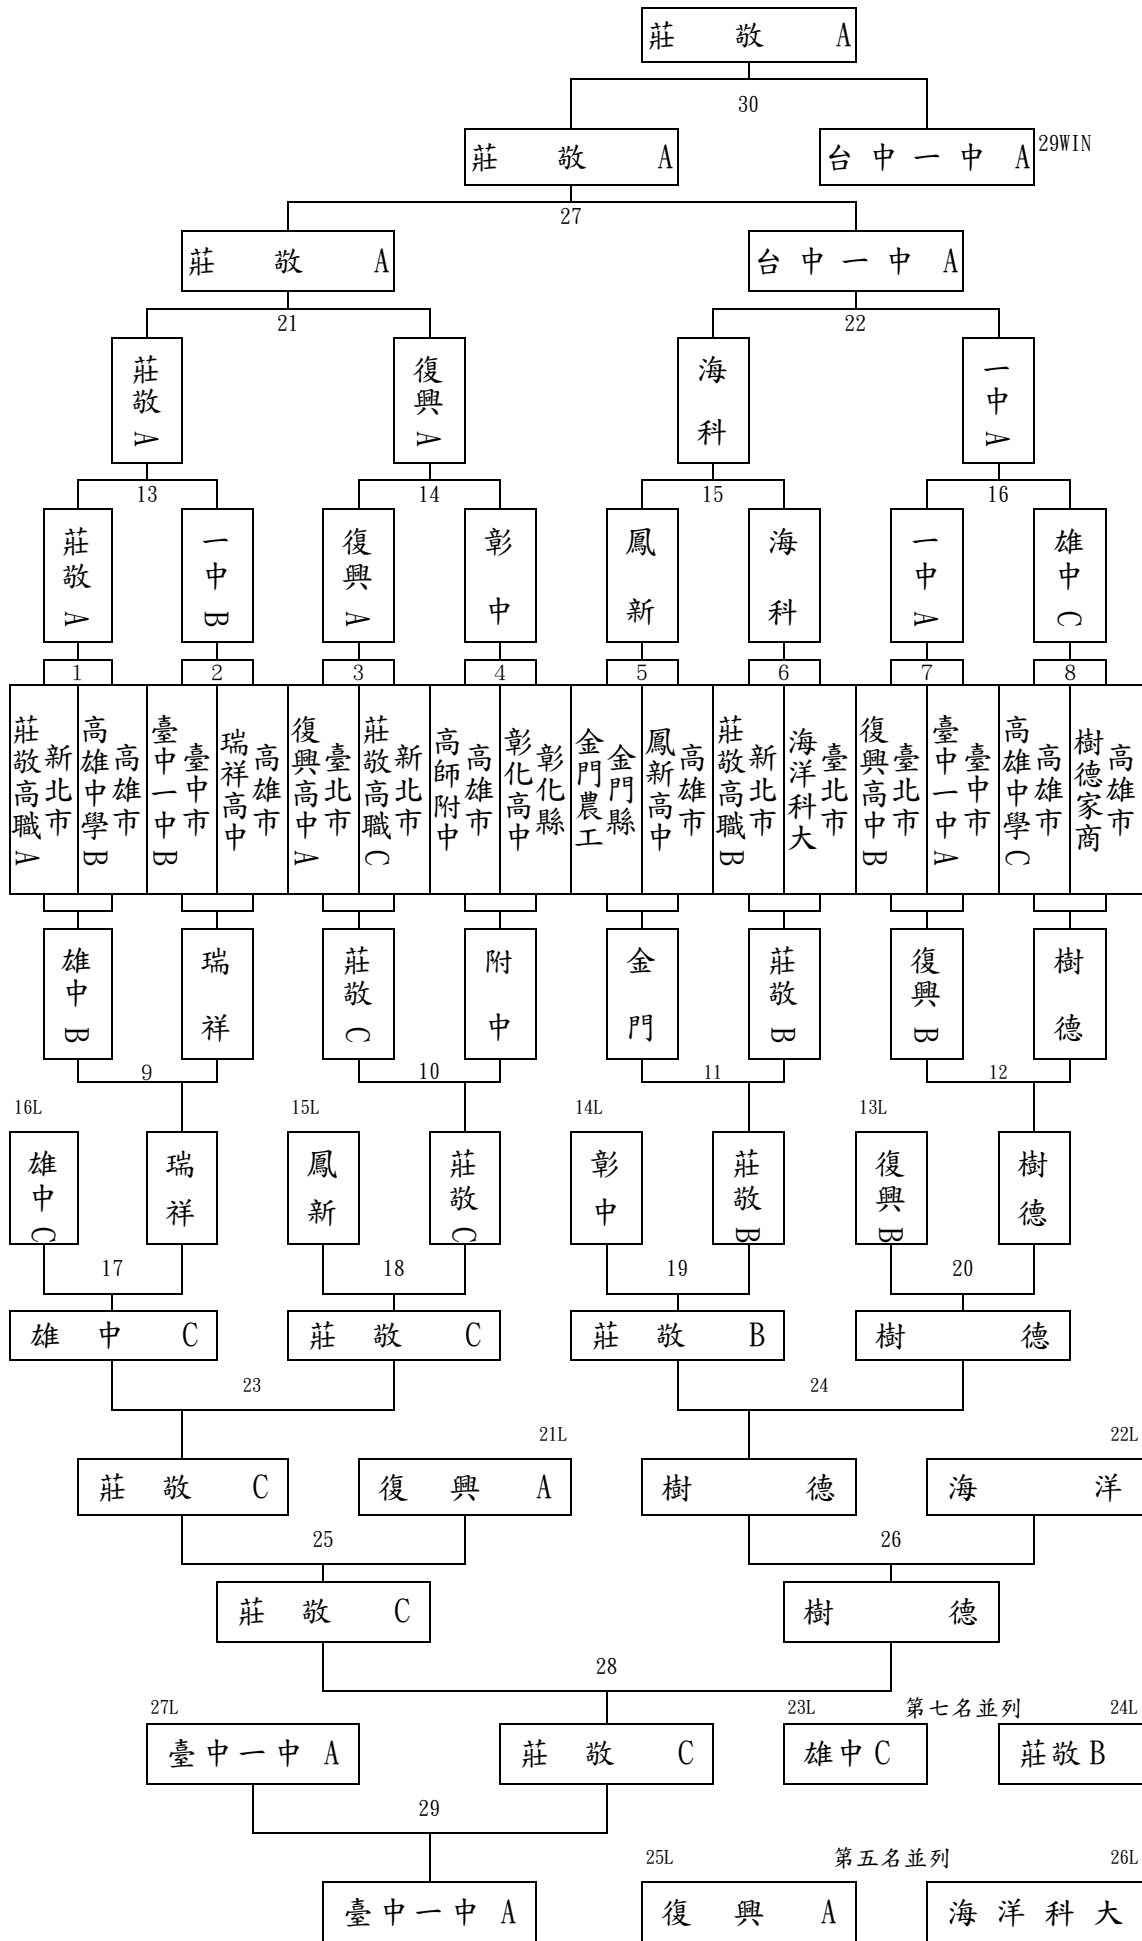 莊敬A
30
莊敬A
台中一中A
29WIN
27
莊敬A
台中一中A
21
22
莊敬A
復興A
海科
一中A
13
14
15
16
莊敬A
一中B
復興A
彰中
鳳新
海科
一中A
雄中C
1
2
3
4
5
6
7
8
新北市
莊敬高職A
高雄市
高雄中學B
臺中市
臺中一中B
高雄市
瑞祥高中
臺北市
復興高中A
新北市
莊敬高職C
高雄市
高師附中
彰化縣
彰化高中
金門縣
金門農工
高雄市
鳳新高中
新北市
莊敬高職B
臺北市
海洋科大
臺北市
復興高中B
臺中市
臺中一中A
高雄市
高雄中學C
高雄市
樹德家商
雄中B
瑞祥
莊敬C
附中
金門
莊敬B
復興B
樹德
9
10
11
12
16L
15L
14L
13L
雄中C
瑞祥
鳳新
莊敬C
彰中
莊敬B
復興B
樹德
17
18
19
20
雄中C
莊敬C
莊敬B
樹德
23
24
21L
22L
莊敬C
復興A
樹德
海洋
25
26
莊敬C
樹德
28
27L
23L
第七名並列
24L
臺中一中A
莊敬C
雄中C
莊敬B
29
25L
第五名並列
26L
臺中一中A
復興A
海洋科大